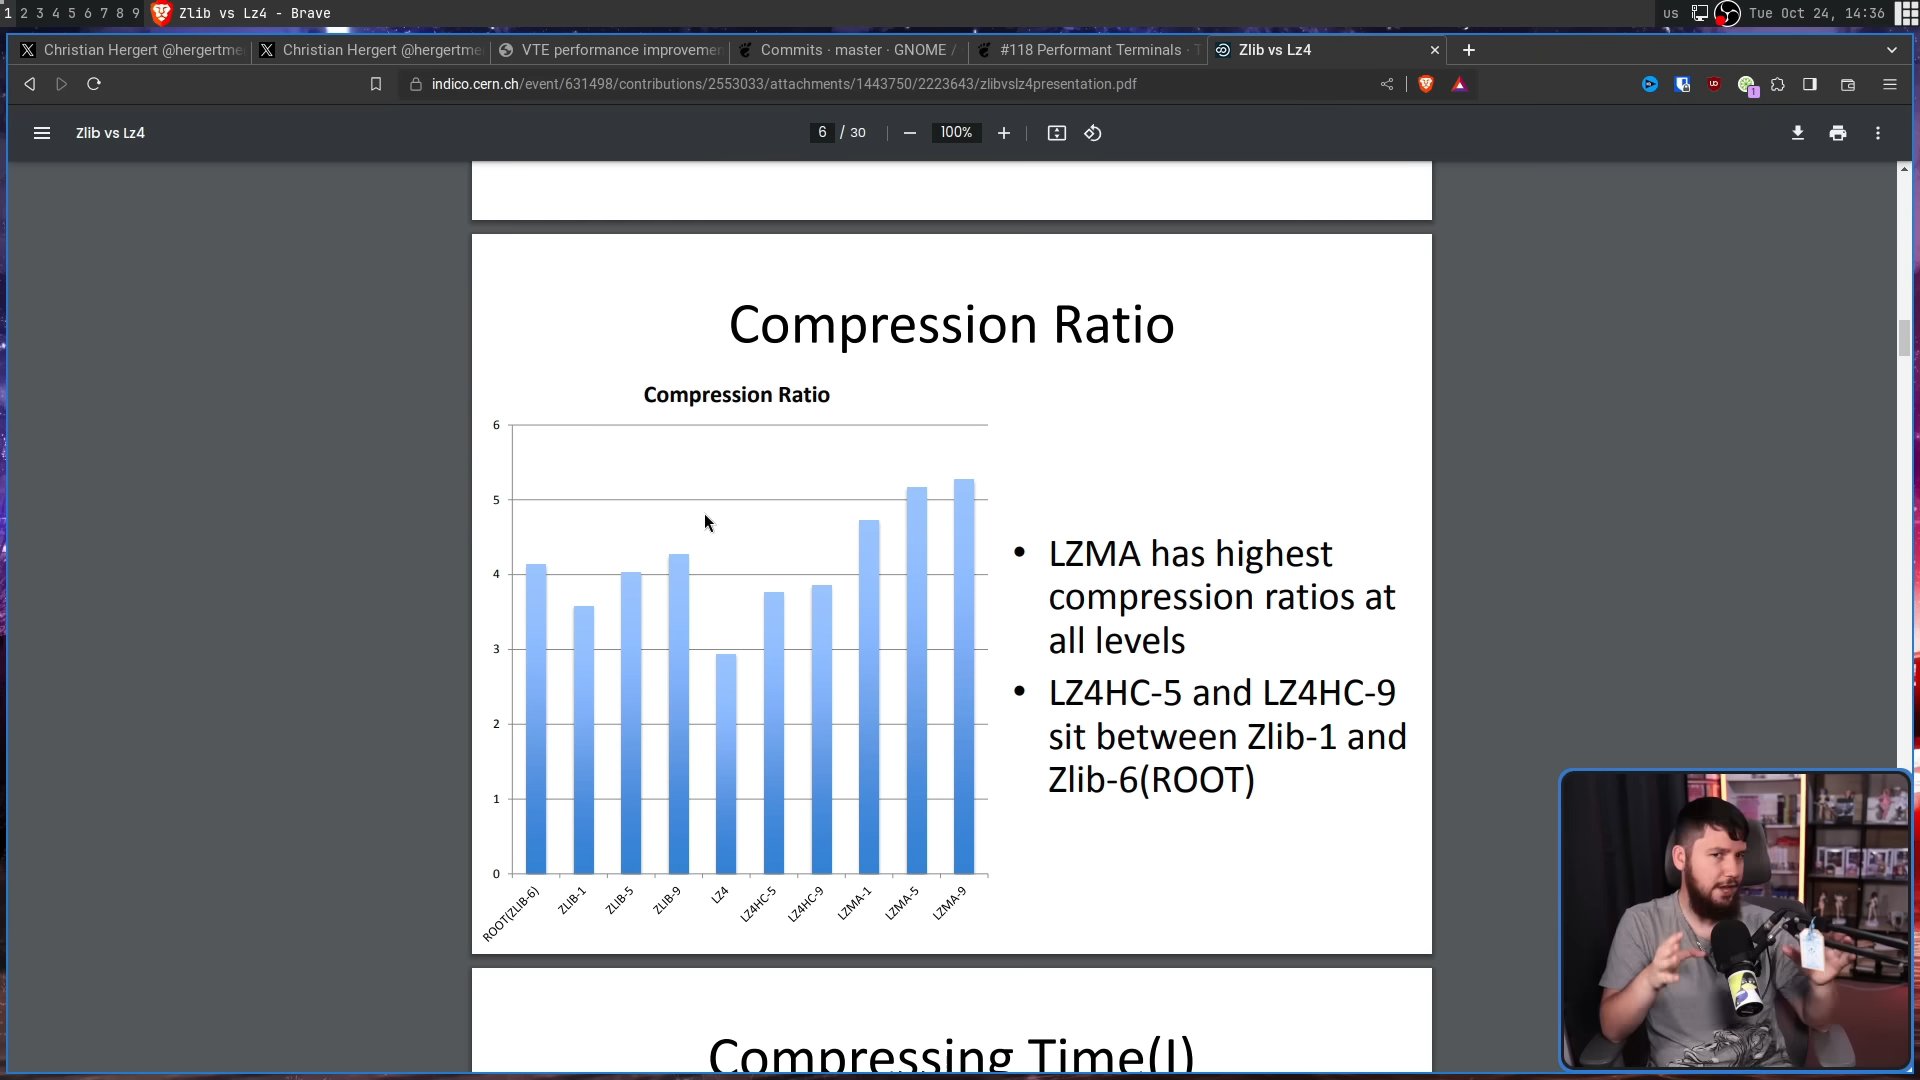 1 2 3 4 5 6 7 8 9 Zlib vs Lz4 - Brave us Tue Oct 24, 14:36
Christian Hergert @hergertme Christian Hergert @hergertme VTE performance improvemen Commits · master · GNOME / #118 Performant Terminals · T Zlib vs Lz4
indico.cern.ch/event/631498/contributions/2553033/attachments/1443750/2223643/zlibvslz4presentation.pdf
Zlib vs Lz4 6 / 30 100%
Compression Ratio
Compression Ratio
6
5
4
3
2
1
0
ROOT(ZLIB-6) ZLIB-1 ZLIB-5 ZLIB-9 LZ4 LZ4HC-5 LZ4HC-9 LZMA-1 LZMA-5 LZMA-9
• LZMA has highest
compression ratios at
all levels
• LZ4HC-5 and LZ4HC-9
sit between Zlib-1 and
Zlib-6(ROOT)
Compressing Time(I)